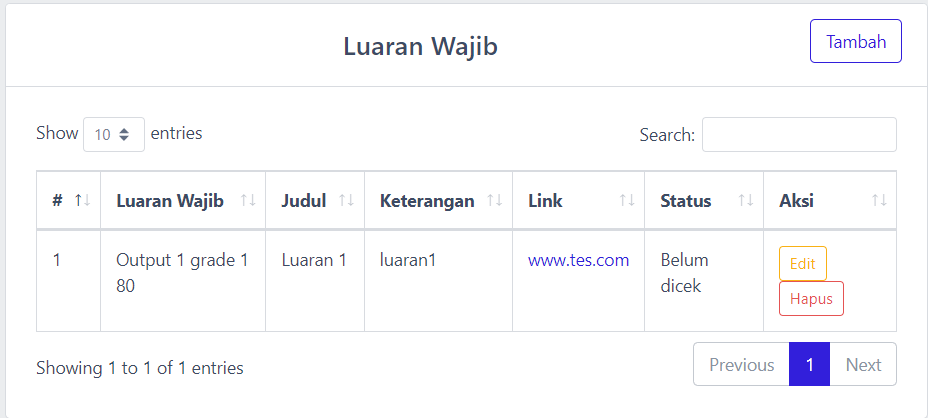 Luaran Wajib
Tambah
Show 10 entries
Search:
# Luaran Wajib Judul Keterangan Link Status Aksi
1 Output 1 grade 1 Luaran 1 luaran1 www.tes.com Belum Edit
80 dicek Hapus
Showing 1 to 1 of 1 entries
Previous 1 Next